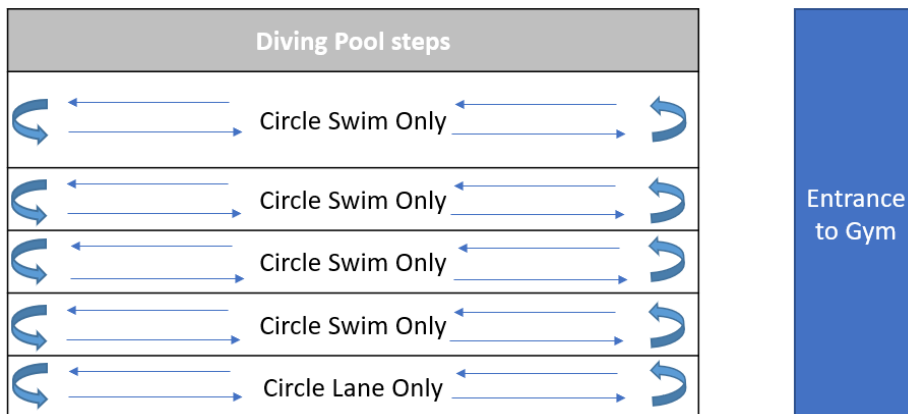 Diving Pool steps
Circle Swim Only
Circle Swim Only
Circle Swim Only
Circle Swim Only
Circle Lane Only
Entrance
to Gym